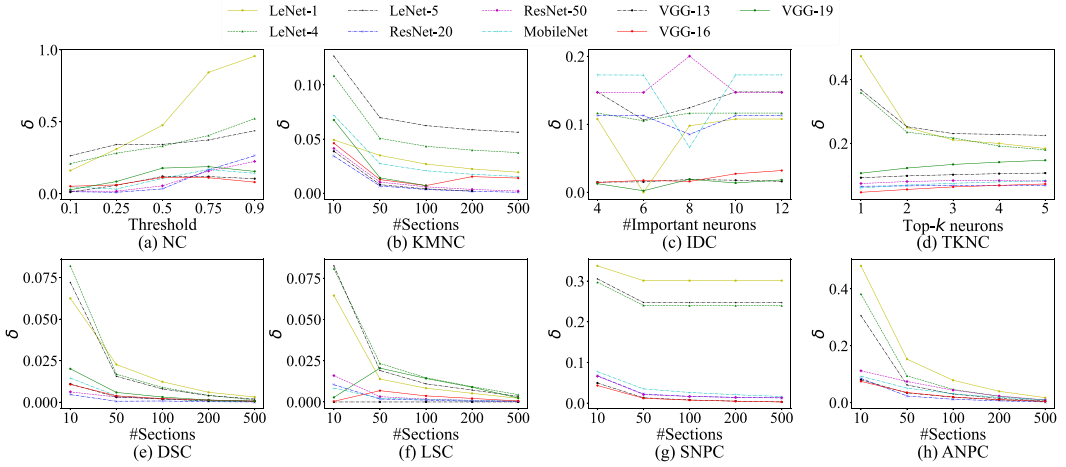 LeNet-1 LeNet-5 ResNet-50 VGG-13 VGG-19
LeNet-4 ResNet-20 MobileNet VGG-16
δ
1.0
0.5
0.0
0.1 0.25 0.5 0.75 0.9
Threshold
(a) NC
δ
0.10
0.05
0.00
10 50 100 200 500
#Sections
(b) KMNC
δ
0.2
0.1
0.0
4 6 8 10 12
#Important neurons
(c) IDC
δ
0.4
0.2
1 2 3 4 5
Top-k neurons
(d) TKNC
δ
0.075
0.050
0.025
0.000
10 50 100 200 500
#Sections
(e) DSC
δ
0.075
0.050
0.025
0.000
10 50 100 200 500
#Sections
(f) LSC
δ
0.3
0.2
0.1
0.0
10 50 100 200 500
#Sections
(g) SNPC
δ
0.4
0.2
0.0
10 50 100 200 500
#Sections
(h) ANPC